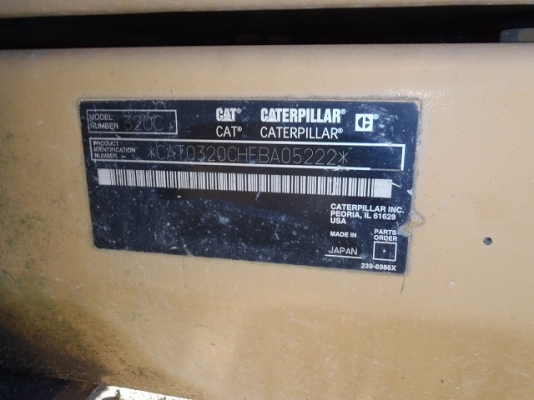 MODEL NUMBER 320C CAT® CATERPILLAR® C
CAT® CATERPILLAR®
PRODUCT IDENTIFICATION NUMBER *CAT0320CHFBA05222*
CATERPILLAR INC.
PEORIA, IL 61629
USA
MADE IN PARTS ORDER
JAPAN *
239-6986X